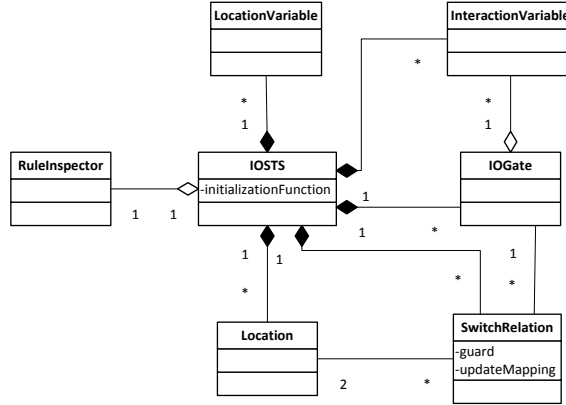 LocationVariable
InteractionVariable
*
*
*
1
1
RuleInspector
IOSTS
-initializationFunction
IOGate
1
1
1
1
*
1
1
1
*
*
*
Location
SwitchRelation
-guard
-updateMapping
2
*